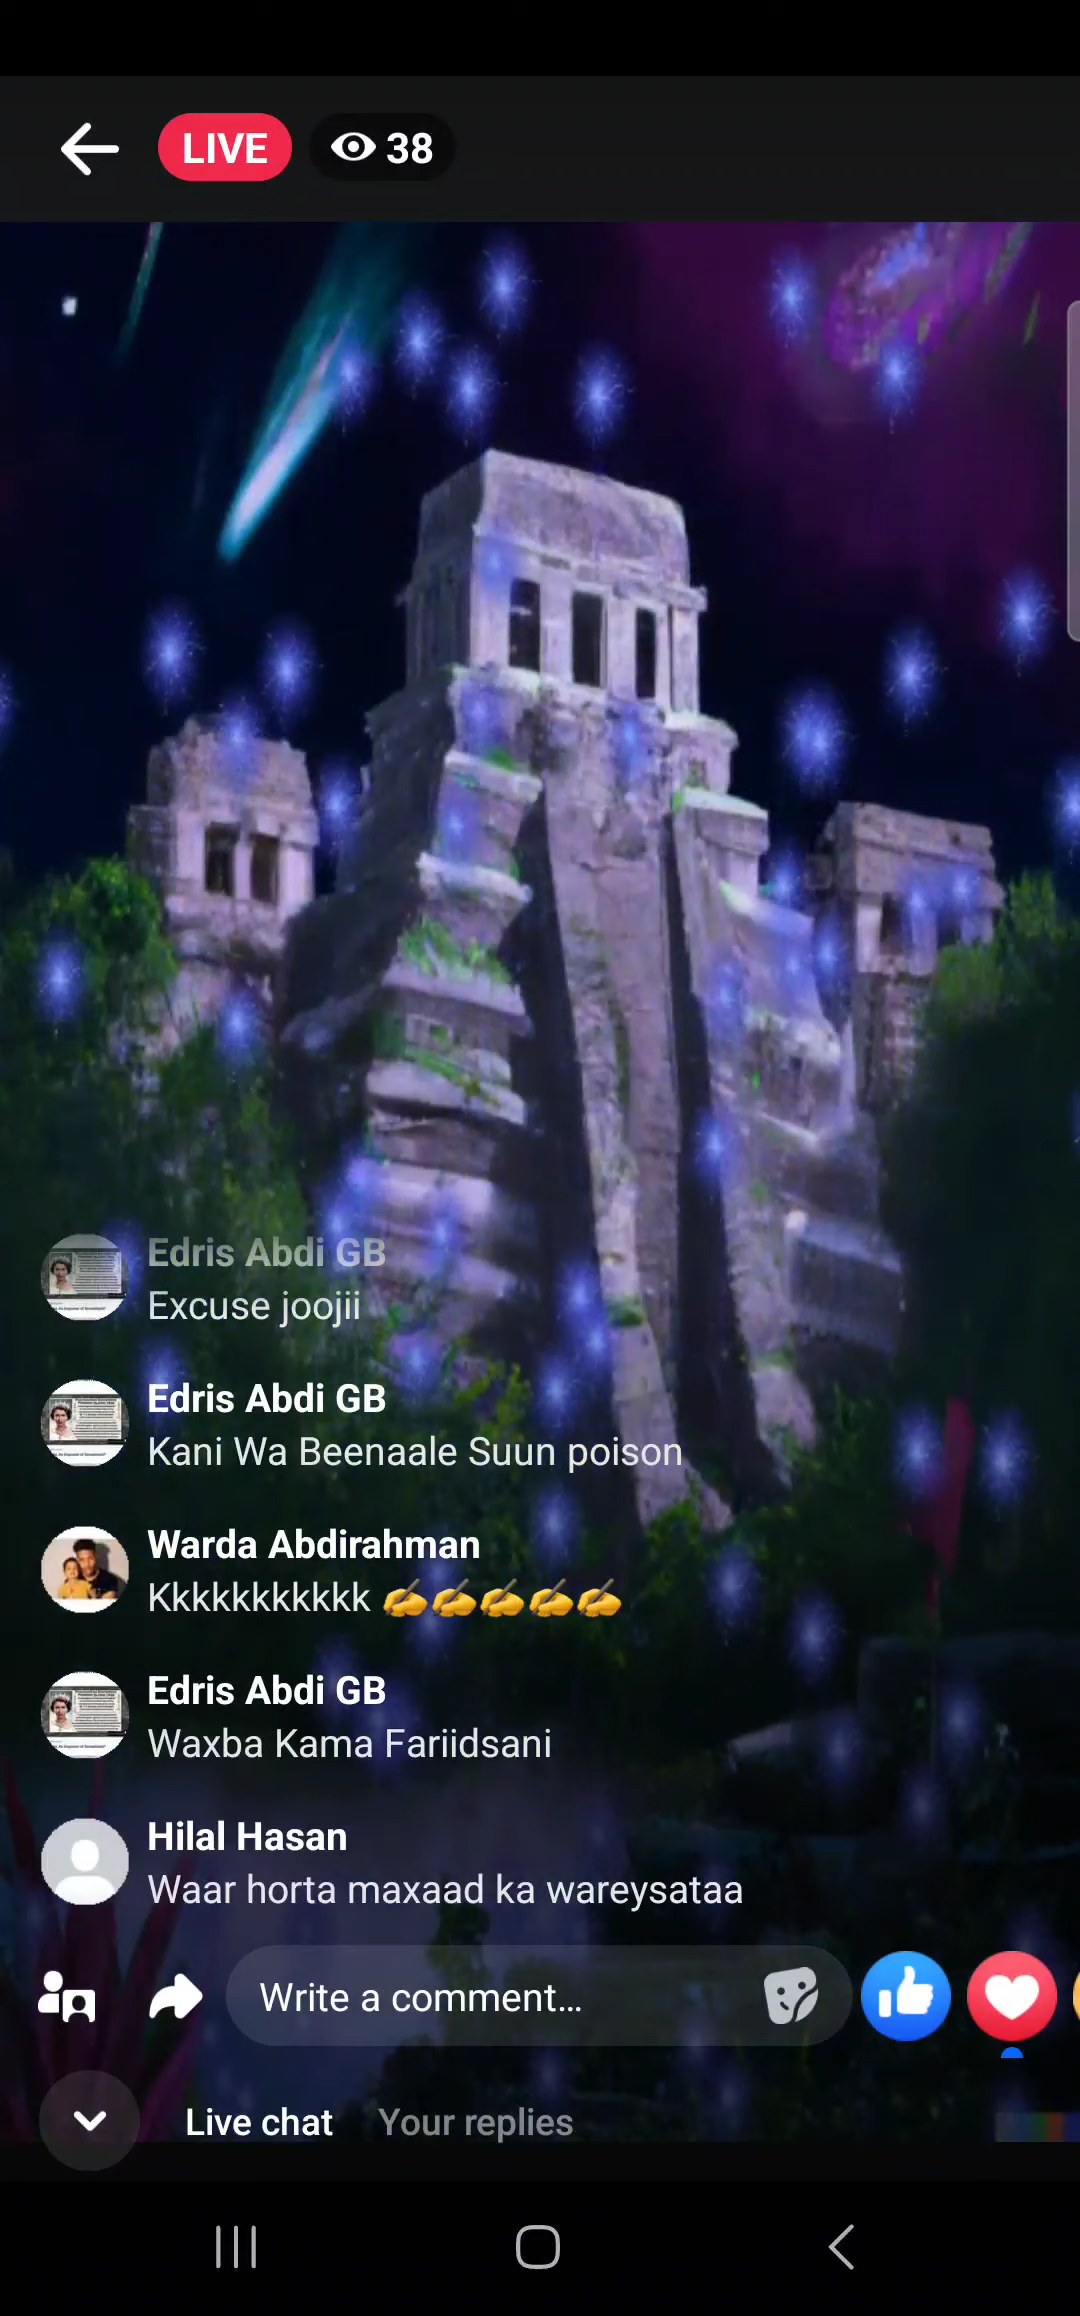 LIVE 38
Edris Abdi GB
Excuse joojii
Edris Abdi GB
Kani Wa Beenaale Suun poison
Warda Abdirahman
Kkkkkkkkkkk ✍✍✍✍✍
Edris Abdi GB
Waxba Kama Fariidsani
Hilal Hasan
Waar horta maxaad ka wareysataa
Write a comment...
Live chat Your replies